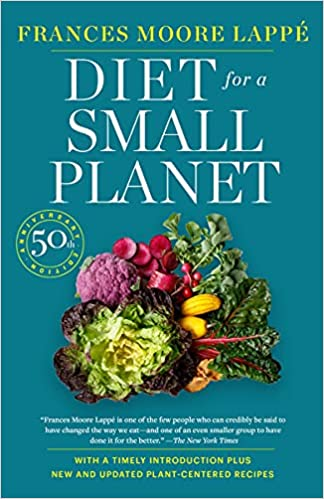 FRANCES MOORE LAPPÉ
DIET for a
SMALL
PLANET
ANNIVERSARY
50th
EDITION
“Frances Moore Lappé is one of the few people who can credibly be said to
have changed the way we eat—and one of an even smaller group to have
done it for the better.” —The New York Times
WITH A TIMELY INTRODUCTION PLUS
NEW AND UPDATED PLANT-CENTERED RECIPES